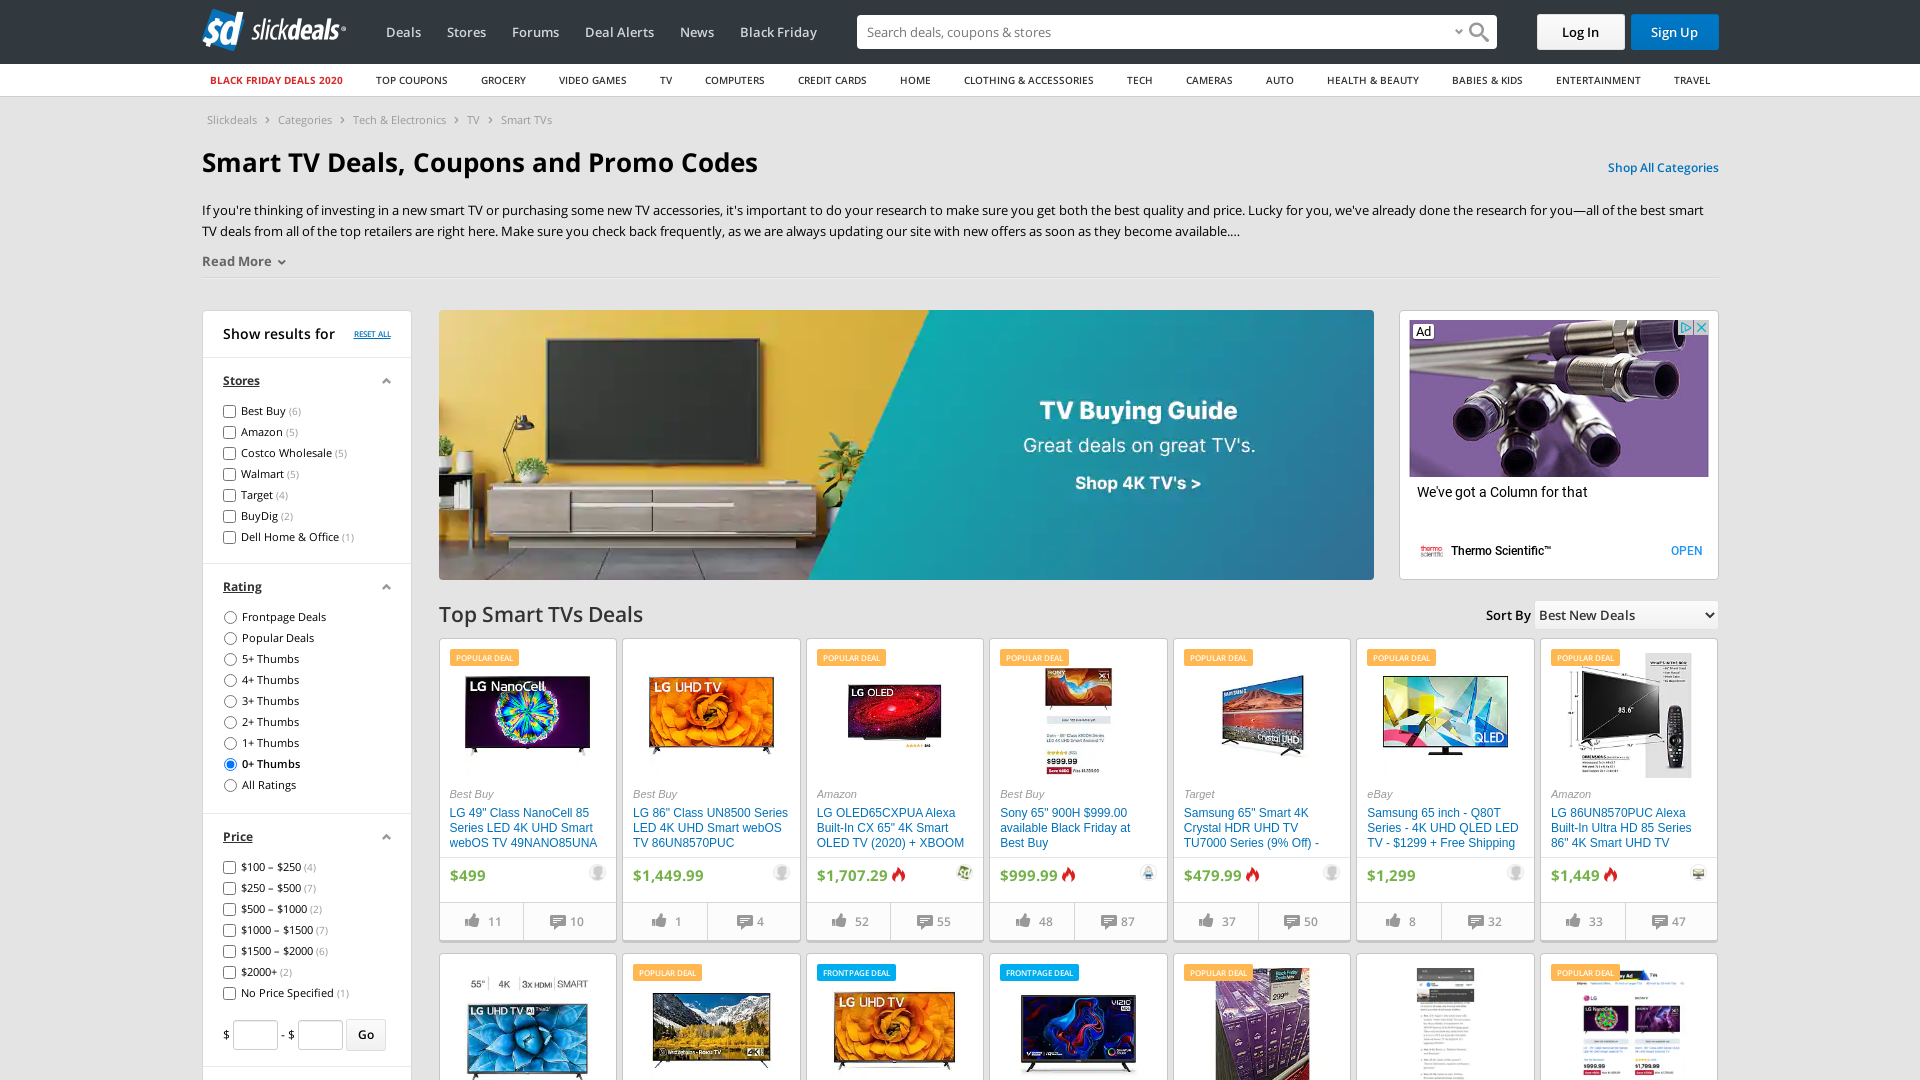 slickdeals
Deals
Stores
Forums
Deal Alerts
News
Black Friday
Search deals, coupons & stores
Log In
Sign Up
BLACK FRIDAY DEALS 2020
TOP COUPONS
GROCERY
VIDEO GAMES
TV
COMPUTERS
CREDIT CARDS
HOME
CLOTHING & ACCESSORIES
TECH
CAMERAS
AUTO
HEALTH & BEAUTY
BABIES & KIDS
ENTERTAINMENT
TRAVEL
Slickdeals > Categories > Tech & Electronics > TV > Smart TVs
Smart TV Deals, Coupons and Promo Codes
Shop All Categories
If you're thinking of investing in a new smart TV or purchasing some new TV accessories, it's important to do your research to make sure you get both the best quality and price. Lucky for you, we've already done the research for you—all of the best smart
TV deals from all of the top retailers are right here. Make sure you check back frequently, as we are always updating our site with new offers as soon as they become available....
Read More
Show results for
RESET ALL
Stores
Best Buy (6)
Amazon (5)
Costco Wholesale (5)
Walmart (5)
Target (4)
BuyDig (2)
Dell Home & Office (1)
Rating
Frontpage Deals
Popular Deals
5+ Thumbs
4+ Thumbs
3+ Thumbs
2+ Thumbs
1+ Thumbs
0+ Thumbs
All Ratings
Price
$100 – $250 (4)
$250 – $500 (7)
$500 – $1000 (2)
$1000 – $1500 (7)
$1500 – $2000 (6)
$2000+ (2)
No Price Specified (1)
$ - $ Go
TV Buying Guide
Great deals on great TV's.
Shop 4K TV's >
Ad
We've got a Column for that
thermo scientific
Thermo Scientific™
OPEN
Top Smart TVs Deals
Sort By Best New Deals
POPULAR DEAL
LG NanoCell
Best Buy
LG 49" Class NanoCell 85
Series LED 4K UHD Smart
webOS TV 49NANO85UNA
$499
11
10
LG UHD TV
Best Buy
LG 86" Class UN8500 Series
LED 4K UHD Smart webOS
TV 86UN8570PUC
$1,449.99
1
4
POPULAR DEAL
LG OLED
Amazon
LG OLED65CXPUA Alexa
Built-In CX 65" 4K Smart
OLED TV (2020) + XBOOM
$1,707.29
52
55
POPULAR DEAL
SONY
$999.99
Best Buy
Sony 65" 900H $999.00
available Black Friday at
Best Buy
$999.99
48
87
POPULAR DEAL
SAMSUNG
Crystal UHD
Target
Samsung 65" Smart 4K
Crystal HDR UHD TV
TU7000 Series (9% Off) -
$479.99
37
50
POPULAR DEAL
QLED
eBay
Samsung 65 inch - Q80T
Series - 4K UHD QLED LED
TV - $1299 + Free Shipping
$1,299
8
32
POPULAR DEAL
WHAT'S IN THE BOX
85.6"
Amazon
LG 86UN8570PUC Alexa
Built-In Ultra HD 85 Series
86" 4K Smart UHD TV
$1,449
33
47
55" 4K 3x HDMI SMART
LG UHD TV AI
POPULAR DEAL
Roku TV
4K
FRONTPAGE DEAL
LG UHD TV
FRONTPAGE DEAL
VIZIO
POPULAR DEAL
299
POPULAR DEAL